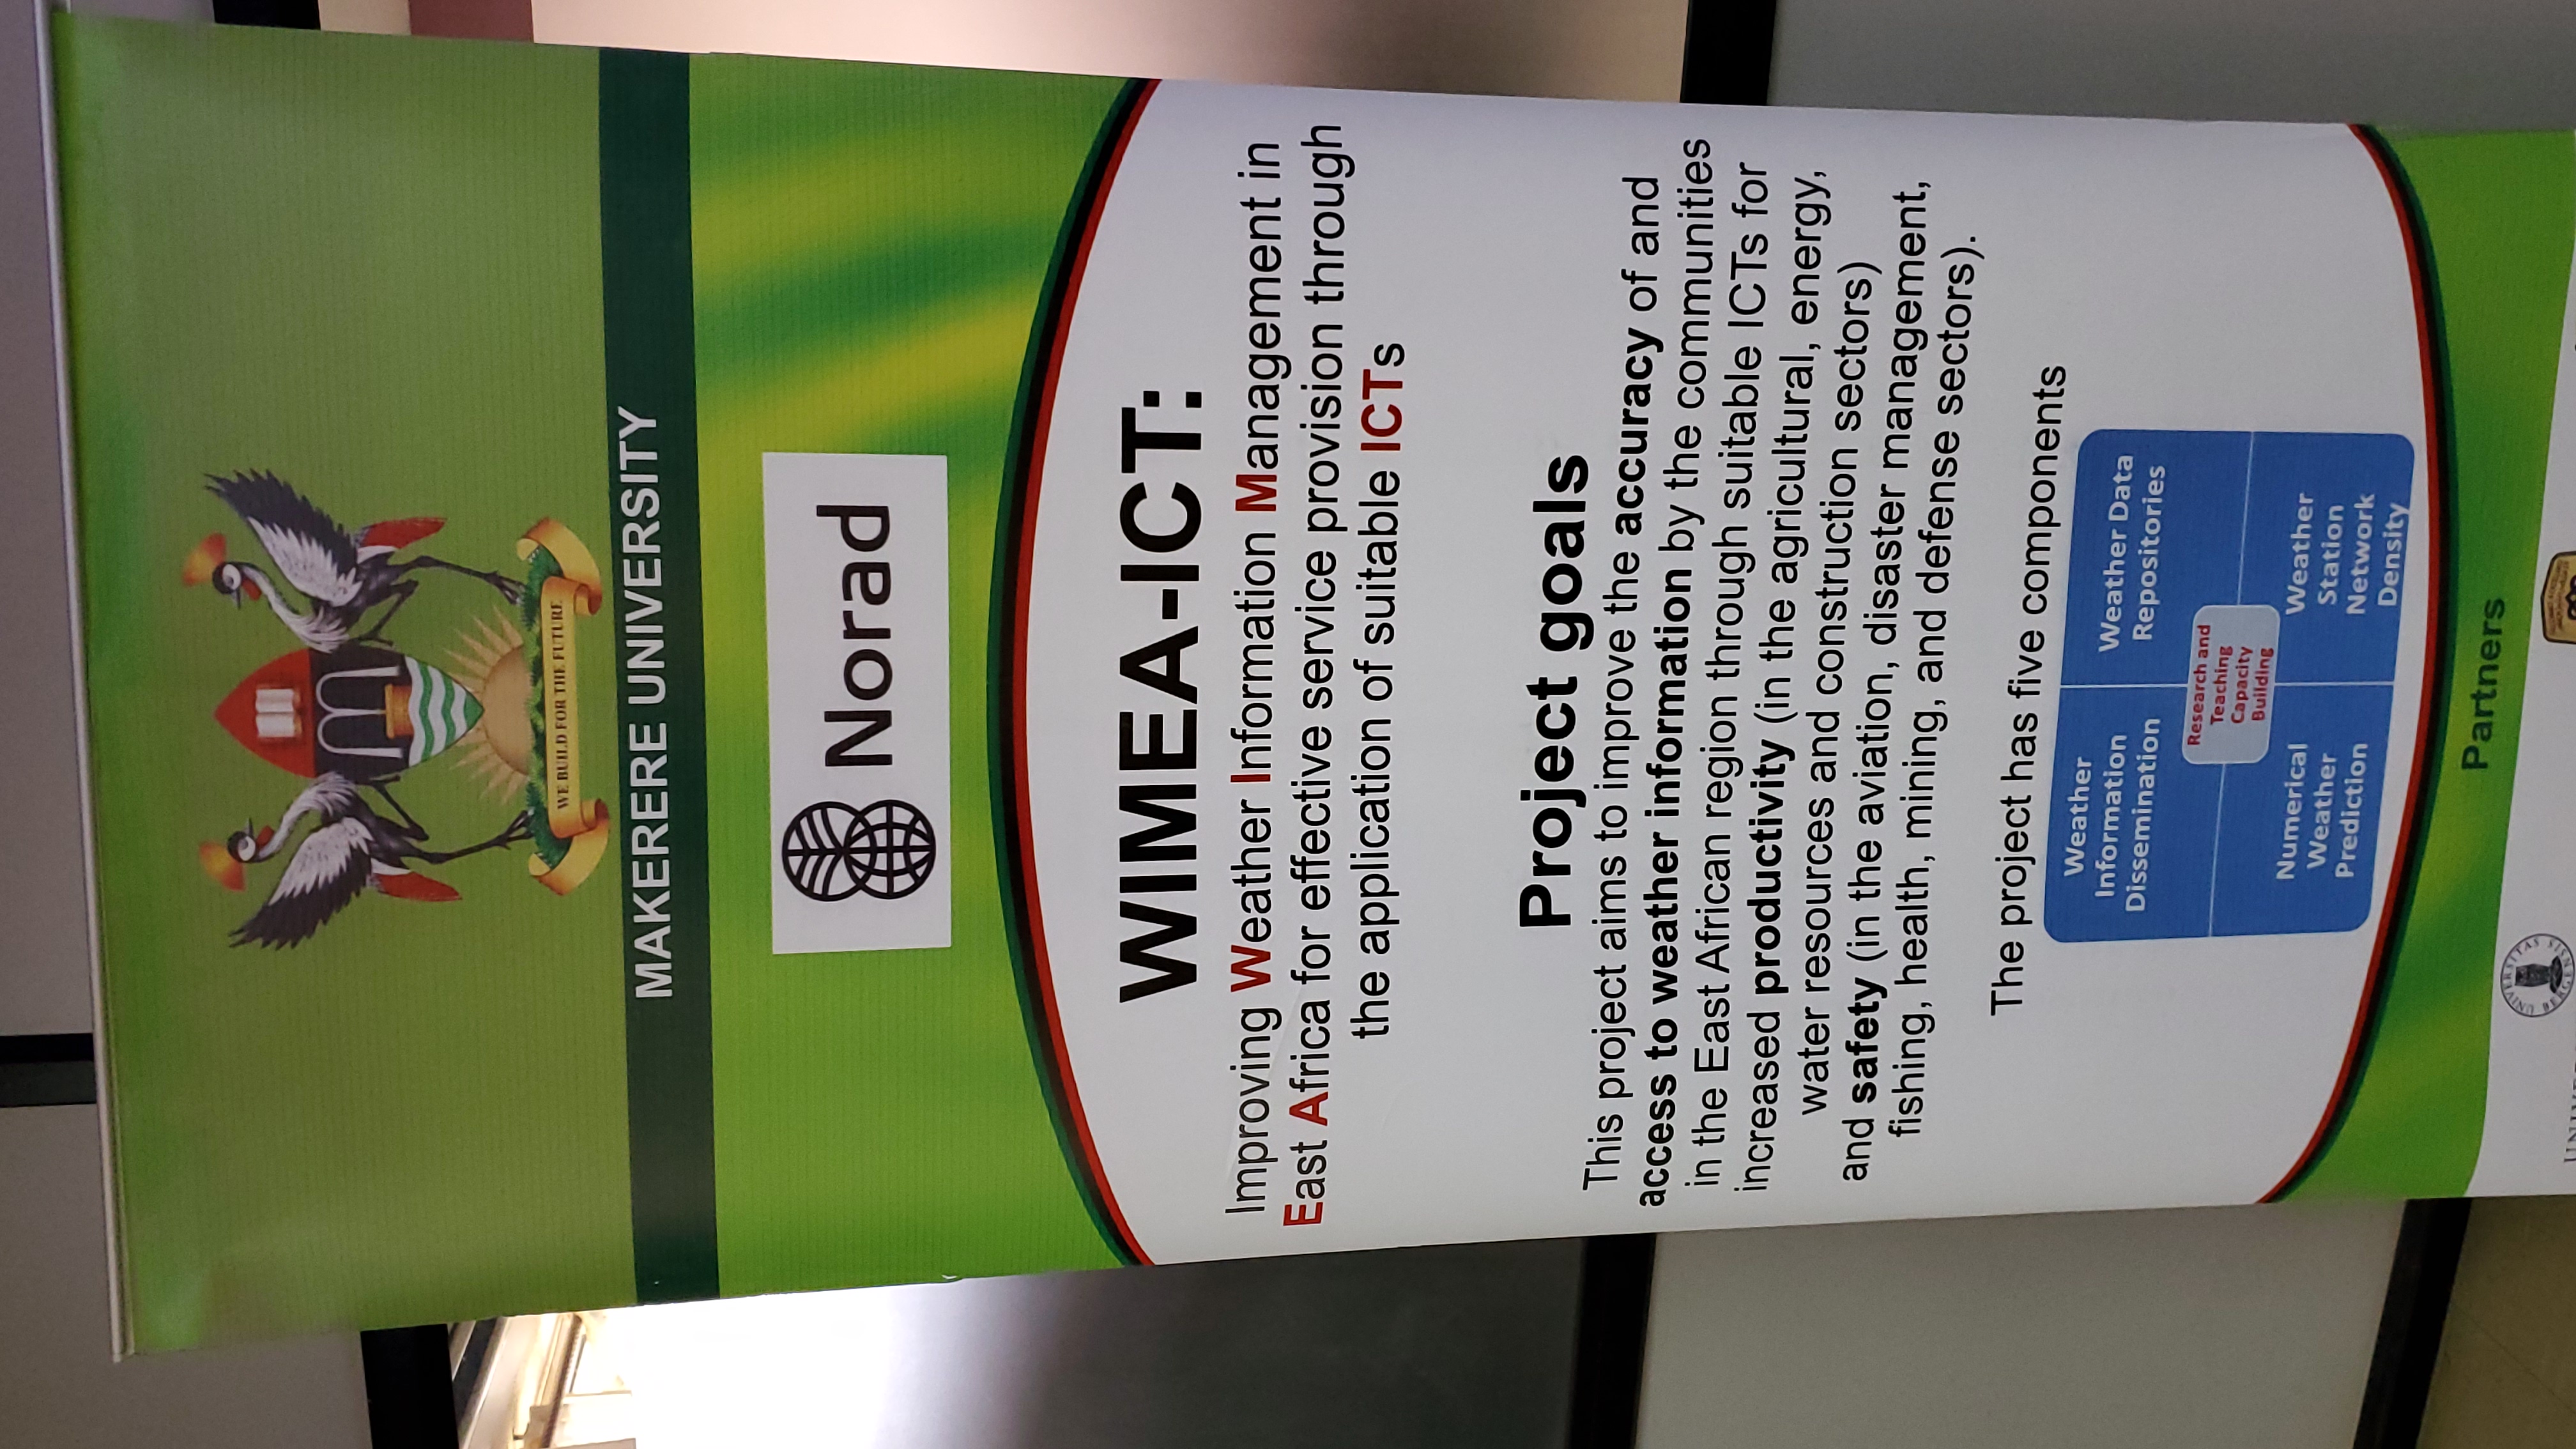 WE BUILD FOR THE FUTURE
MAKERERE UNIVERSITY
Norad
WIMEA-ICT:
Improving Weather Information Management in
East Africa for effective service provision through
the application of suitable ICTs
Project goals
This project aims to improve the accuracy of and
access to weather information by the communities
in the East African region through suitable ICTs for
increased productivity (in the agricultural, energy,
water resources and construction sectors)
and safety (in the aviation, disaster management,
fishing, health, mining, and defense sectors).
The project has five components
Weather
Information
Dissemination
Weather Data
Repositories
Research and
Teaching
Capacity
Building
Numerical
Weather
Prediction
Weather
Station
Network
Density
Partners